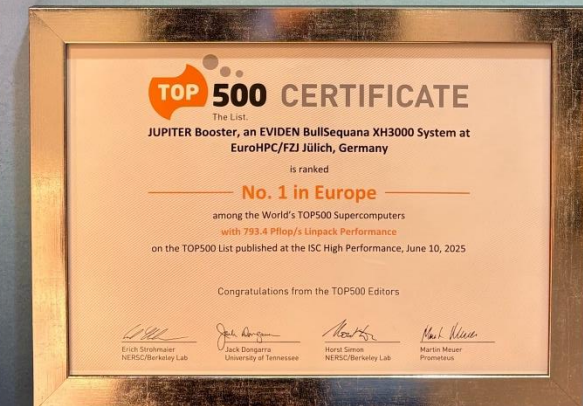 TOP 500 CERTIFICATE
The List.
JUPITER Booster, an EVIDEN BullSequana XH3000 System at
EuroHPC/FZJ Jülich, Germany
is ranked
No. 1 in Europe
among the World's TOP500 Supercomputers
with 793.4 Pflop/s Linpack Performance
on the TOP500 List published at the ISC High Performance, June 10, 2025
Congratulations from the TOP500 Editors
Erich Strohmaier
NERSC/Berkeley Lab
Jack Dongarra
University of Tennessee
Horst Simon
NERSC/Berkeley Lab
Martin Meuer
Prometeus